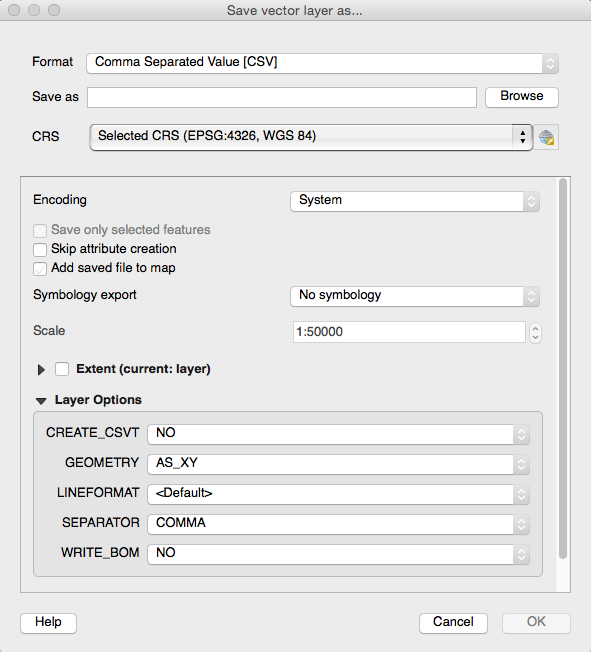 Save vector layer as...
Format Comma Separated Value [CSV]
Save as Browse
CRS Selected CRS (EPSG:4326, WGS 84)
Encoding System
Save only selected features
Skip attribute creation
Add saved file to map
Symbology export No symbology
Scale 1:50000
Extent (current: layer)
Layer Options
CREATE_CSVT NO
GEOMETRY AS_XY
LINEFORMAT <Default>
SEPARATOR COMMA
WRITE_BOM NO
Help Cancel OK